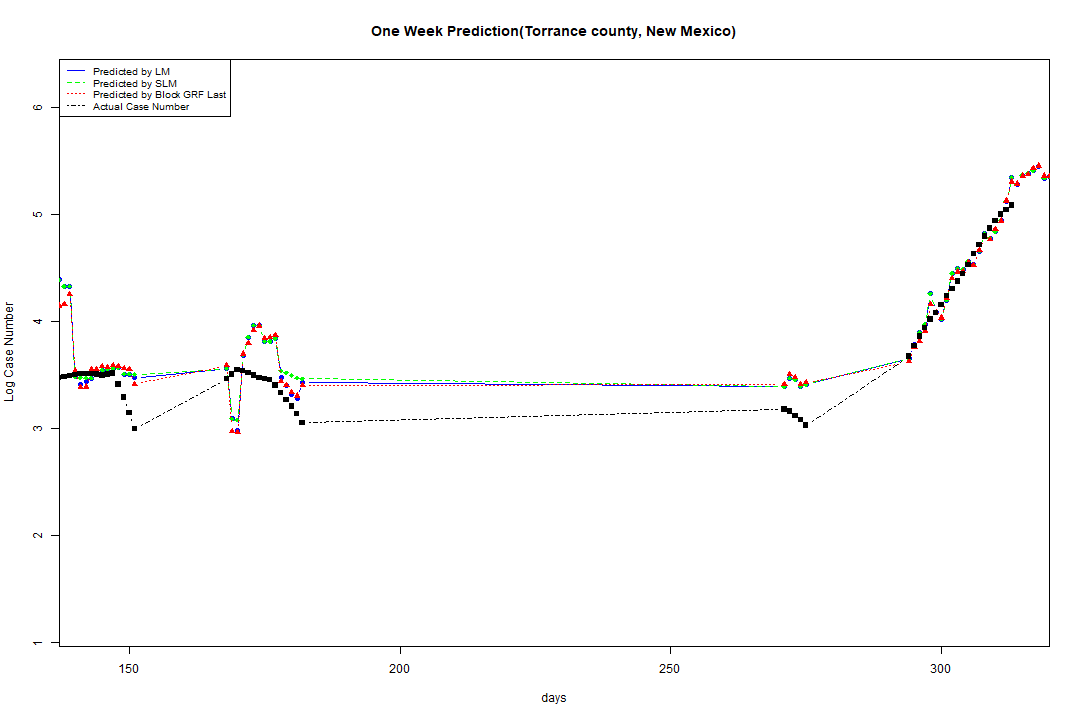 One Week Prediction(Torrance county, New Mexico)
Predicted by LM
Predicted by SLM
Predicted by Block GRF Last
Actual Case Number
6
5
4
3
2
1
Log Case Number
150 200 250 300
days